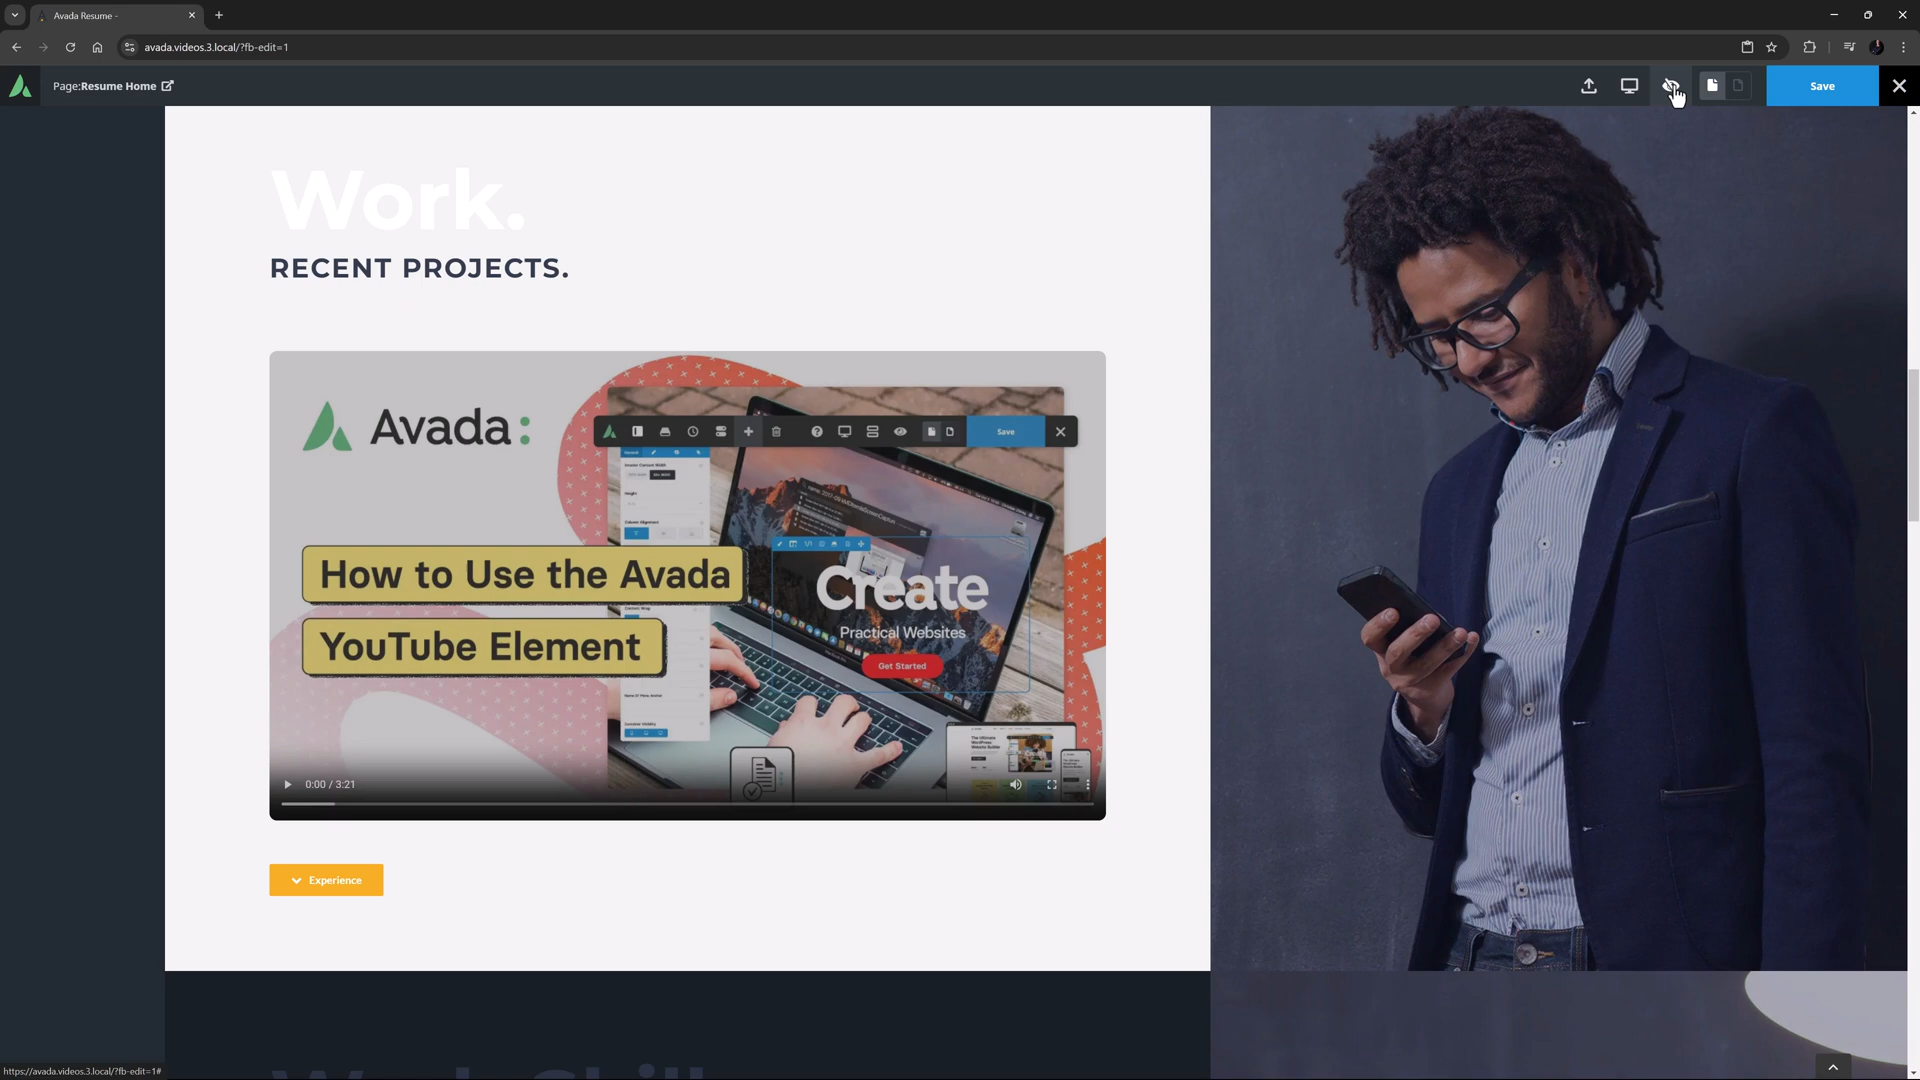 Avada Resume -
avada.videos.3.local/?fb-edit=1
Page:Resume Home
Save
Work.
RECENT PROJECTS.
Avada:
Save
How to Use the Avada
YouTube Element
Create
Practical Websites
Get Started
0:00 / 3:21
Experience
https://avada.videos.3.local/?fb-edit=1#